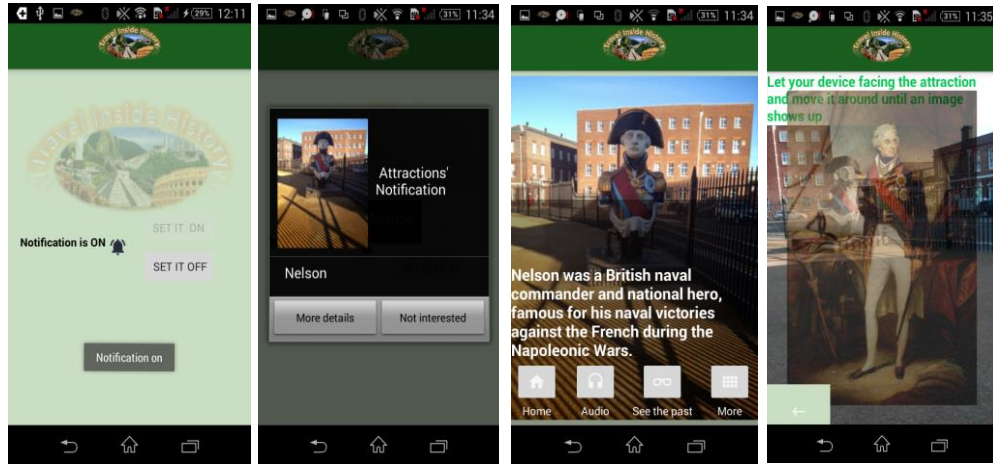 29% 12:11
Travel Inside History
Travel Inside History
SET IT ON
Notification is ON
SET IT OFF
Notification on
31% 11:34
Attractions'
Notification
Nelson
More details
Not interested
31% 11:34
Travel Inside History
Nelson was a British naval
commander and national hero,
famous for his naval victories
against the French during the
Napoleonic Wars.
Home Audio See the past More
31% 11:35
Travel Inside History
Let your device facing the attraction
and move it around until an image
shows up